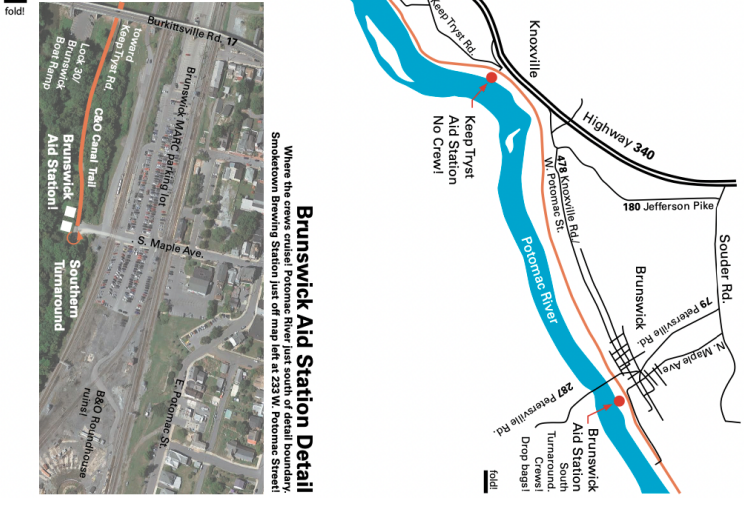 fold!
Burkittsville Rd. 17
toward
Keep Tryst Rd.
Lock 30/
Brunswick
Boat Ramp
C&O Canal Trail
Brunswick MARC parking lot
Brunswick
Aid Station!
S. Maple Ave.
Southern
Turnaround
B&O Roundhouse
ruins!
E. Potomac St.
Brunswick Aid Station Detail
Where the crews cruise! Potomac River just south of detail boundary.
Smoketown Brewing Station just off map left at 233 W. Potomac Street!
Keep Tryst Rd.
Knoxville
Keep Tryst
Aid Station
No Crew!
Highway 340
478 Knoxville Rd./
W. Potomac St.
180 Jefferson Pike
Souder Rd.
Potomac River
Brunswick
79 Petersville Rd.
N. Maple Ave.
287 Petersville Rd.
Brunswick
Aid Station
South
Turnaround.
Crews!
Drop bags!
fold!